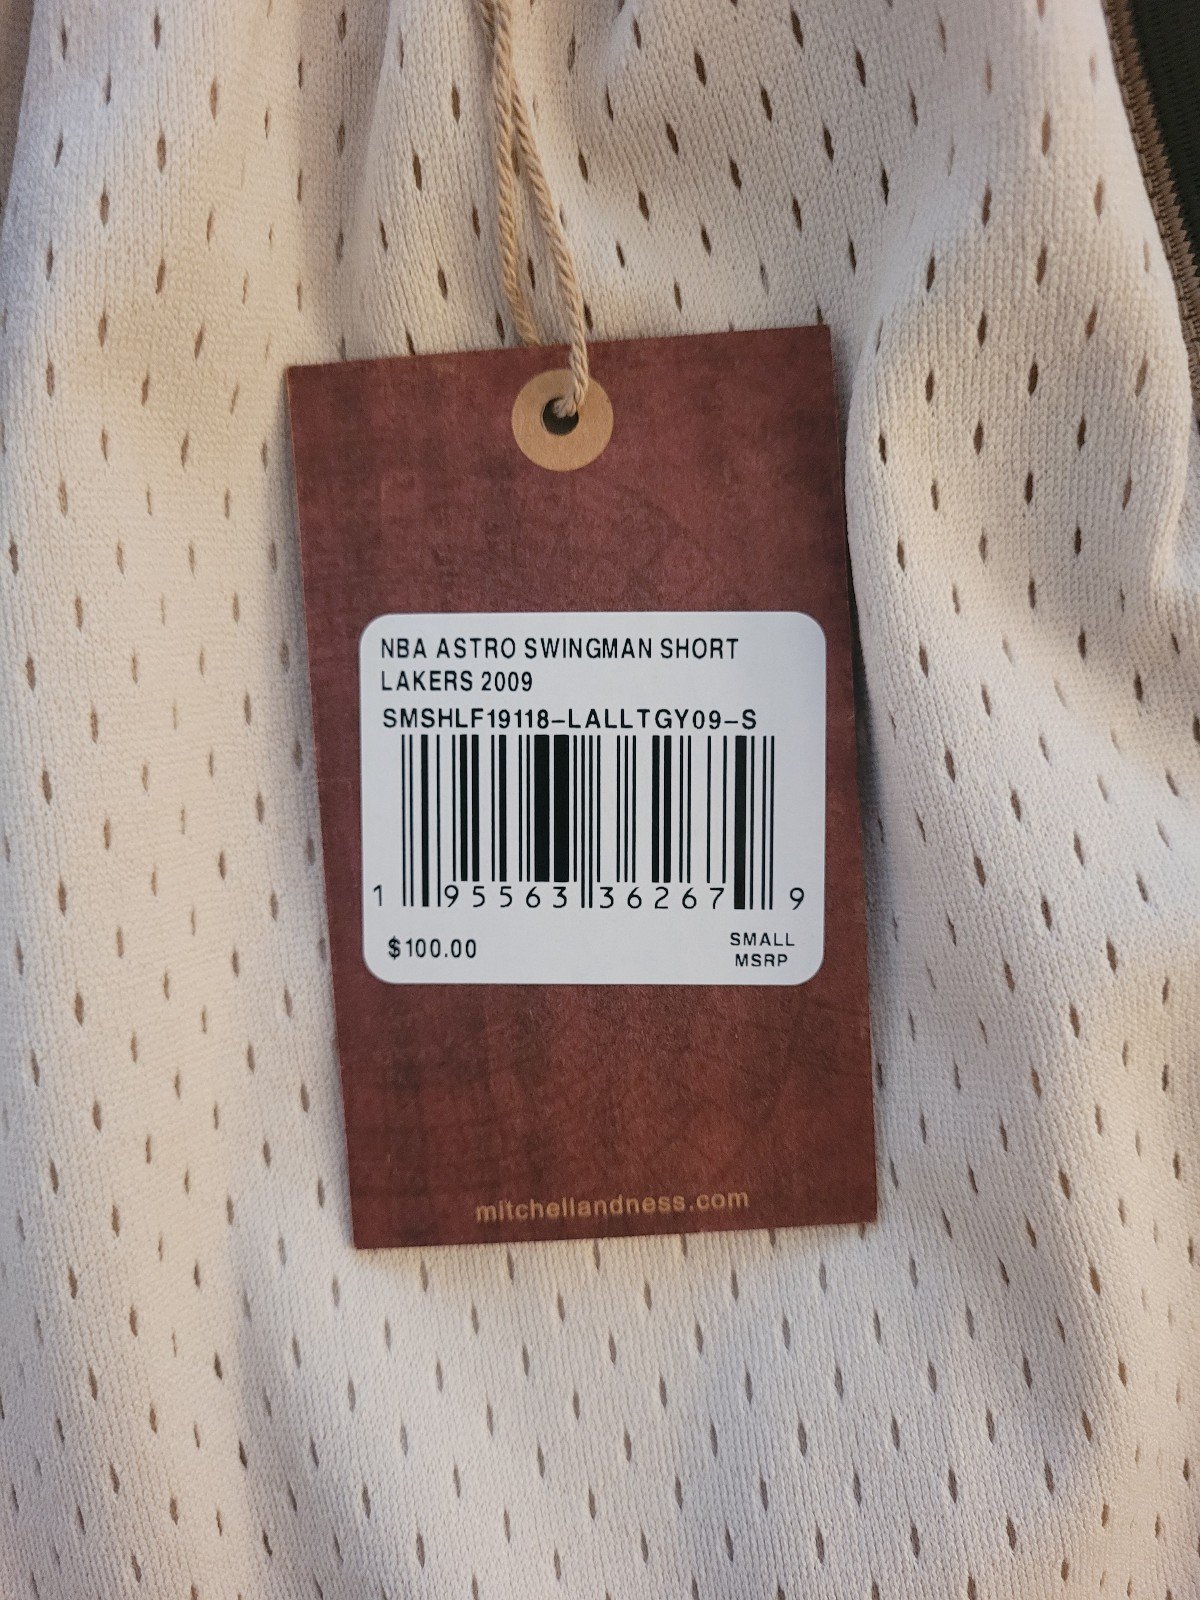 NBA ASTRO SWINGMAN SHORT
LAKERS 2009
SMSHLF19118-LALLTGY09-S
1 95563 36267 9
$100.00
SMALL
MSRP
mitchellandness.com